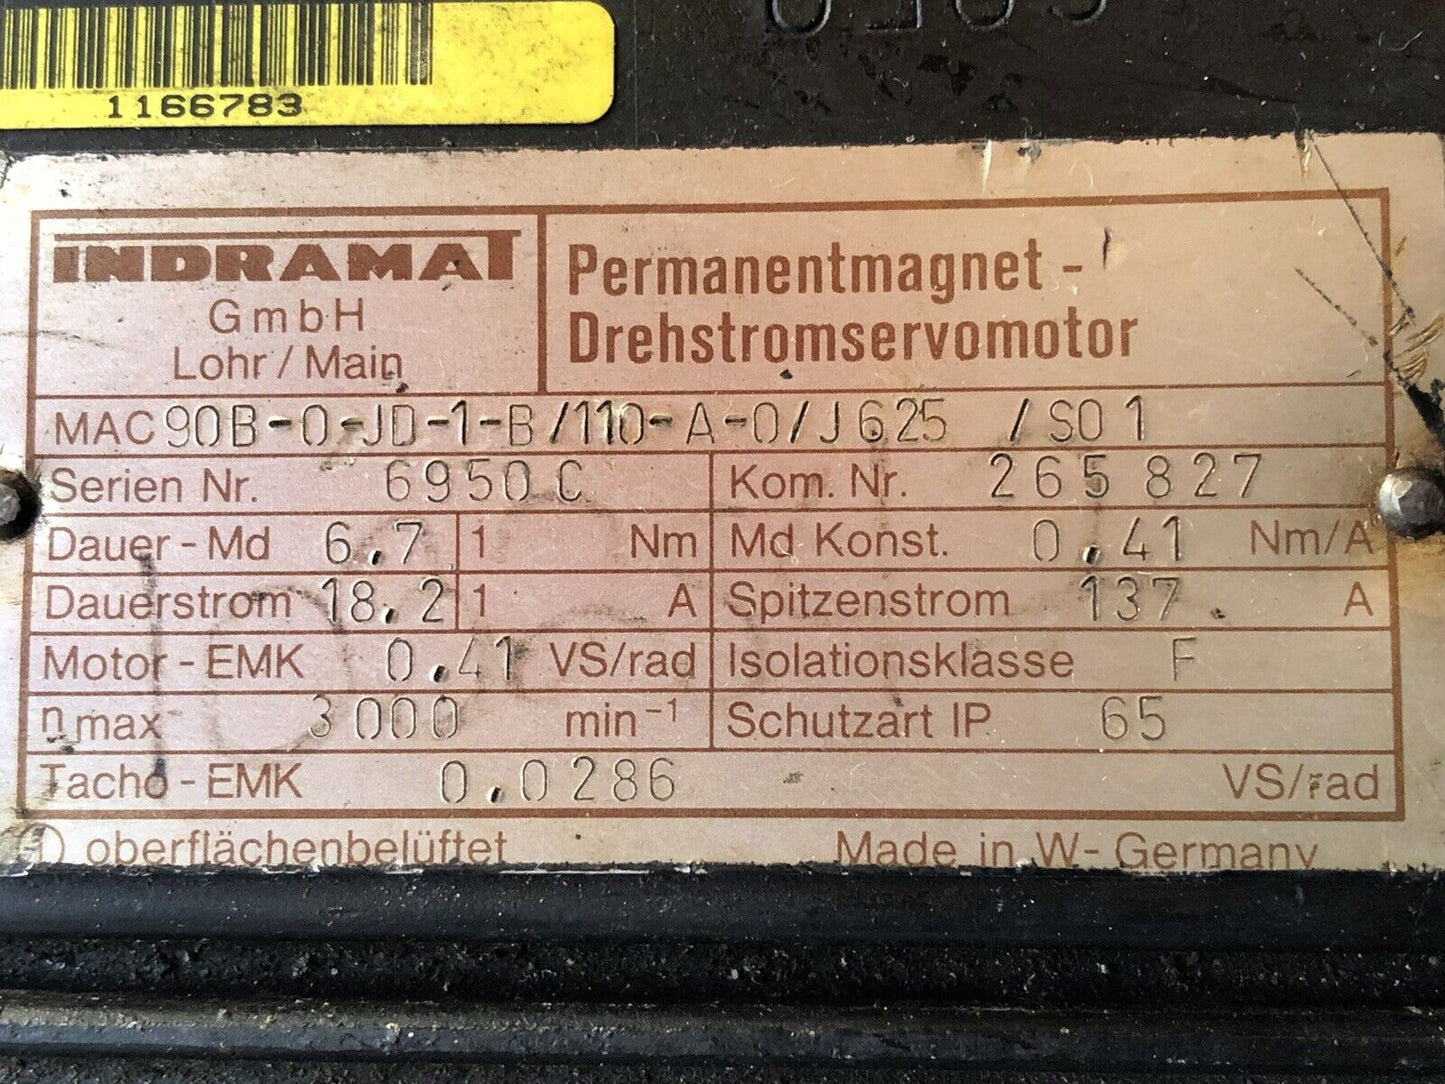 1166783
INDRAMAT
GmbH
Lohr / Main
Permanentmagnet -
Drehstromservomotor
MAC 90B-0-JD-1-B/110-A-0/J625 /S01
Serien Nr. 6950C Kom. Nr. 265827
Dauer - Md 6,7 1 Nm Md Konst. 0,41 Nm/A
Dauerstrom 18,2 1 A Spitzenstrom 137. A
Motor - EMK 0,41 VS/rad Isolationsklasse F
n max 3000 min⁻¹ Schutzart IP 65
Tacho - EMK 0,0286 VS/rad
① oberflächenbelüftet Made in W- Germany